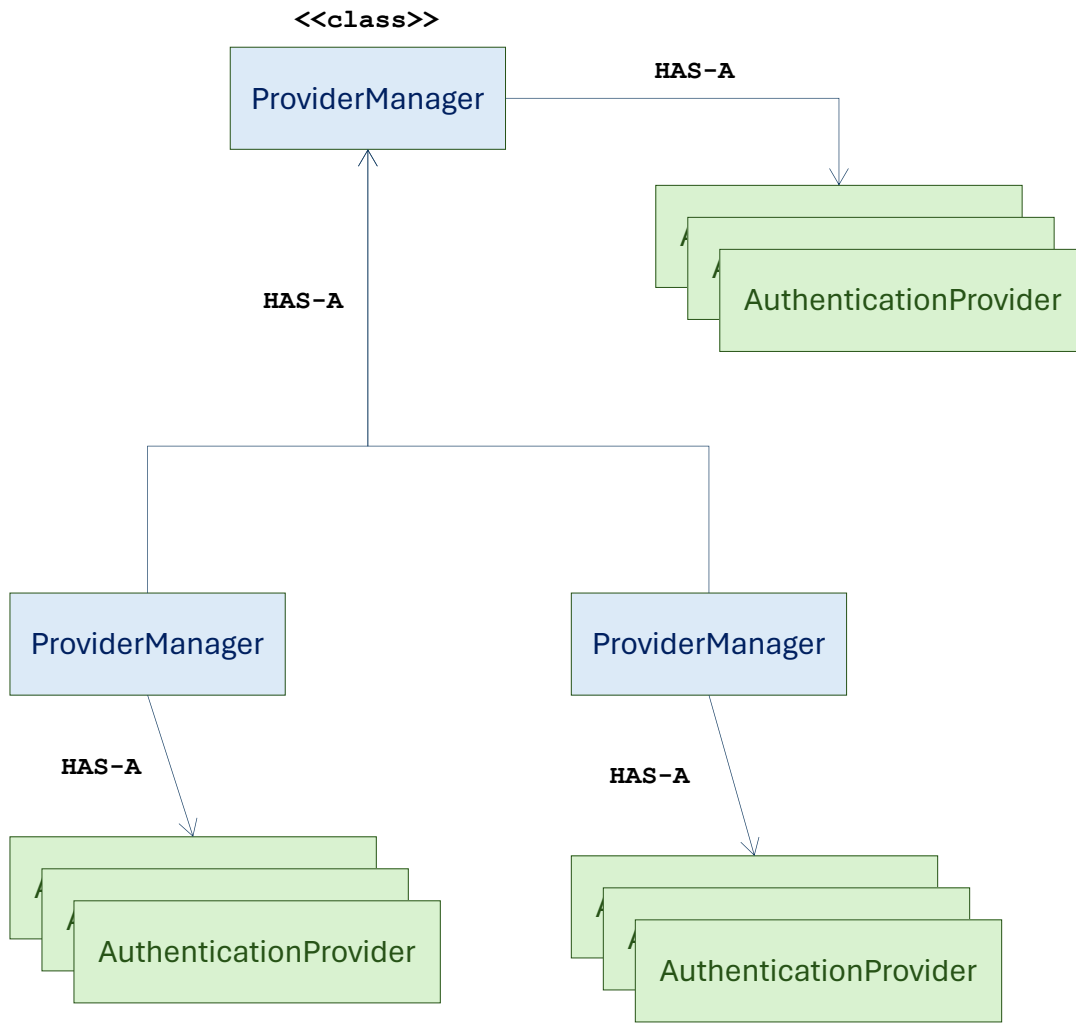 <<class>>
ProviderManager
HAS-A
AuthenticationProvider
HAS-A
ProviderManager
ProviderManager
HAS-A
HAS-A
AuthenticationProvider
AuthenticationProvider